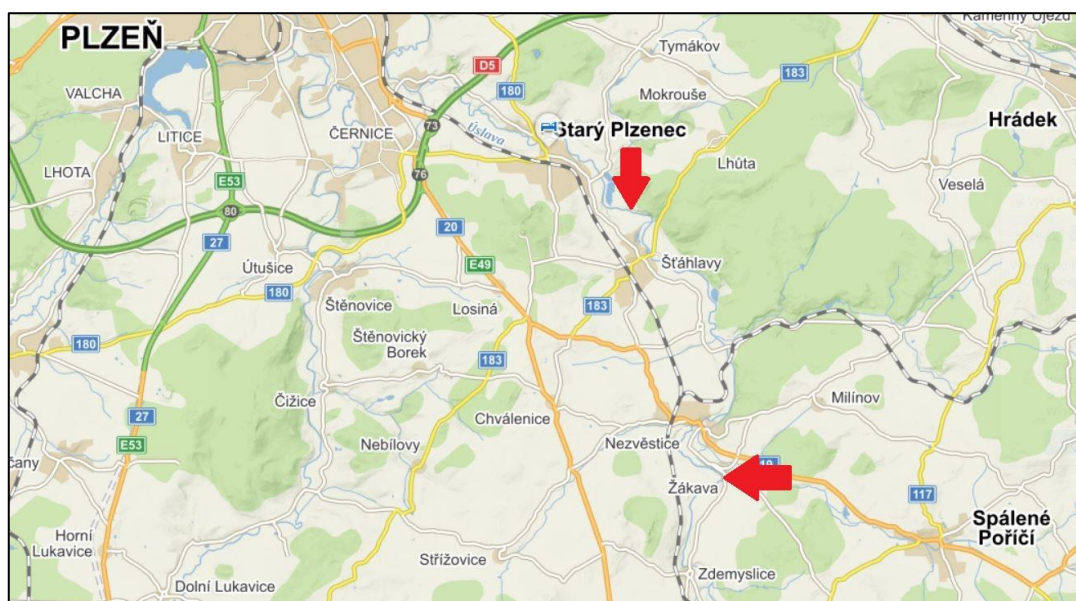 PLZEŇ
Kamenný Újezd
Tymákov
D5
183
VALCHA
180
Mokrouše
73
Úslava
Starý Plzenec
Hrádek
LITICE
ČERNICE
Lhůta
LHOTA
E53
76
Veselá
80
27
20
Útušice
E49
Šťáhlavy
180
Štěnovice
Losiná
183
Štěnovický
Borek
180
183
Čižice
Milínov
27
Chválenice
Nebílovy
Nezvěstice
E53
19
Žákava
117
Spálené
Poříčí
Horní
Lukavice
Střížovice
Dolní Lukavice
Zdemyslice